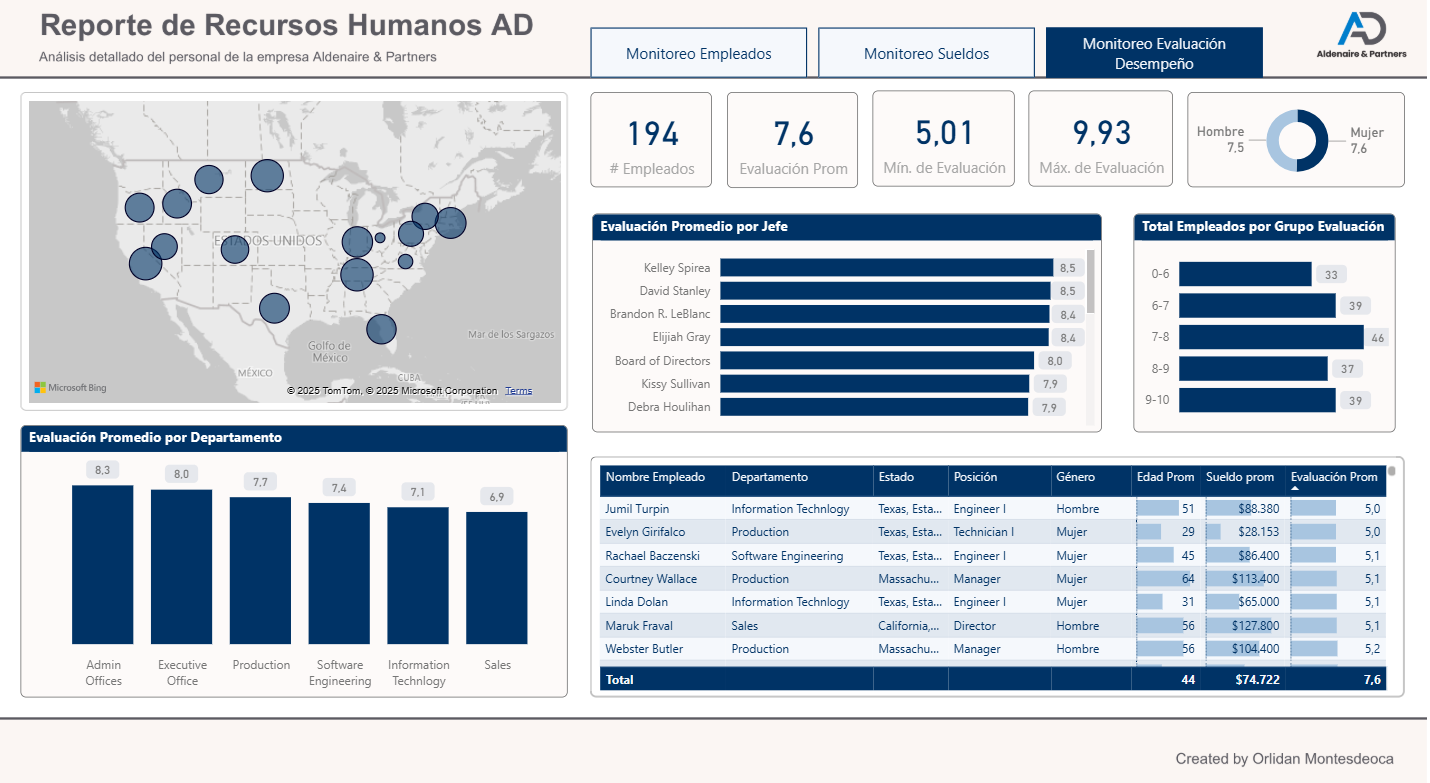 Reporte de Recursos Humanos AD
Análisis detallado del personal de la empresa Aldenaire & Partners
Monitoreo Empleados
Monitoreo Sueldos
Monitoreo Evaluación
Desempeño
AD
Aldenaire & Partners
ESTADOS UNIDOS
Golfo de
México
Mar de los Sargazos
MÉXICO
CUBA
Microsoft Bing
© 2025 TomTom, © 2025 Microsoft Corporation Terms
194
# Empleados
7,6
Evaluación Prom
5,01
Mín. de Evaluación
9,93
Máx. de Evaluación
Hombre
7,5
Mujer
7,6
Evaluación Promedio por Jefe
Kelley Spirea 8,5
David Stanley 8,5
Brandon R. LeBlanc 8,4
Elijiah Gray 8,4
Board of Directors 8,0
Kissy Sullivan 7,9
Debra Houlihan 7,9
Total Empleados por Grupo Evaluación
0-6 33
6-7 39
7-8 46
8-9 37
9-10 39
Evaluación Promedio por Departamento
8,3 8,0 7,7 7,4 7,1 6,9
Admin
Offices
Executive
Office
Production
Software
Engineering
Information
Technlogy
Sales
Nombre Empleado Departamento Estado Posición Género Edad Prom Sueldo prom Evaluación Prom
Jumil Turpin Information Technlogy Texas, Esta... Engineer I Hombre 51 $88.380 5,0
Evelyn Girifalco Production Texas, Esta... Technician I Mujer 29 $28.153 5,0
Rachael Baczenski Software Engineering Texas, Esta... Engineer I Mujer 45 $86.400 5,1
Courtney Wallace Production Massachu... Manager Mujer 64 $113.400 5,1
Linda Dolan Information Technlogy Texas, Esta... Engineer I Mujer 31 $65.000 5,1
Maruk Fraval Sales California,... Director Hombre 56 $127.800 5,1
Webster Butler Production Massachu... Manager Hombre 56 $104.400 5,2
Total 44 $74.722 7,6
Created by Orlidan Montesdeoca